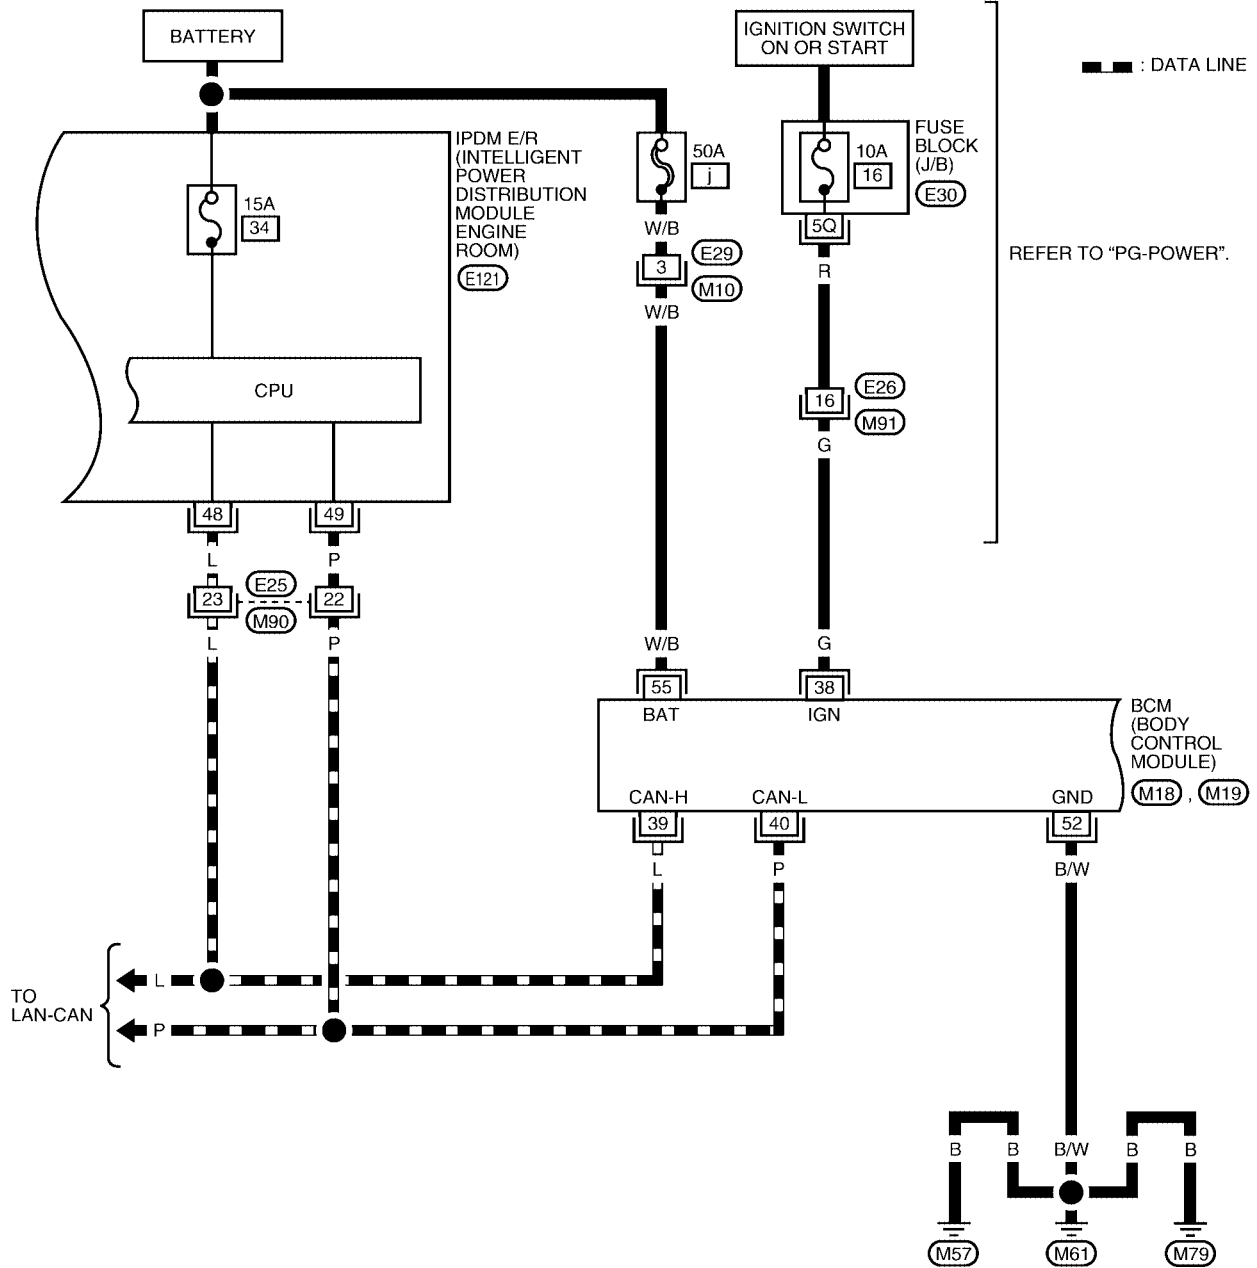 BATTERY
IGNITION SWITCH
ON OR START
: DATA LINE
IPDM E/R
(INTELLIGENT
POWER
DISTRIBUTION
MODULE
ENGINE
ROOM)
E121
15A
34
50A
j
10A
16
FUSE
BLOCK
(J/B)
E30
5Q
W/B
3
E29
M10
W/B
R
REFER TO “PG-POWER”.
CPU
16
E26
M91
G
48
49
L
P
23
E25
M90
22
L
P
W/B
G
55
38
BAT
IGN
BCM
(BODY
CONTROL
MODULE)
M18 , M19
CAN-H
CAN-L
GND
39
40
52
L
P
B/W
TO
LAN-CAN
L
P
B
B
B/W
B
B
M57
M61
M79